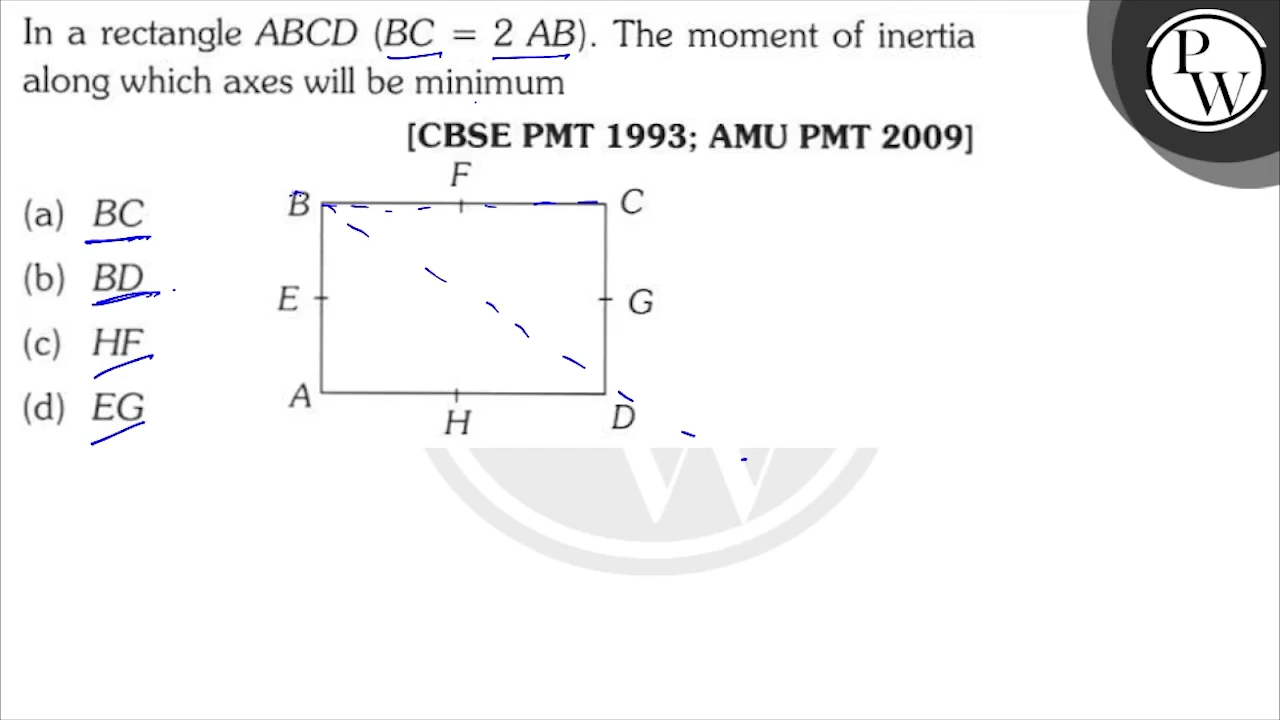 In a rectangle ABCD (BC = 2 AB). The moment of inertia
along which axes will be minimum
[CBSE PMT 1993; AMU PMT 2009]
(a) BC
(b) BD
(c) HF
(d) EG
F
B
C
E
G
A
H
D
P
W
W